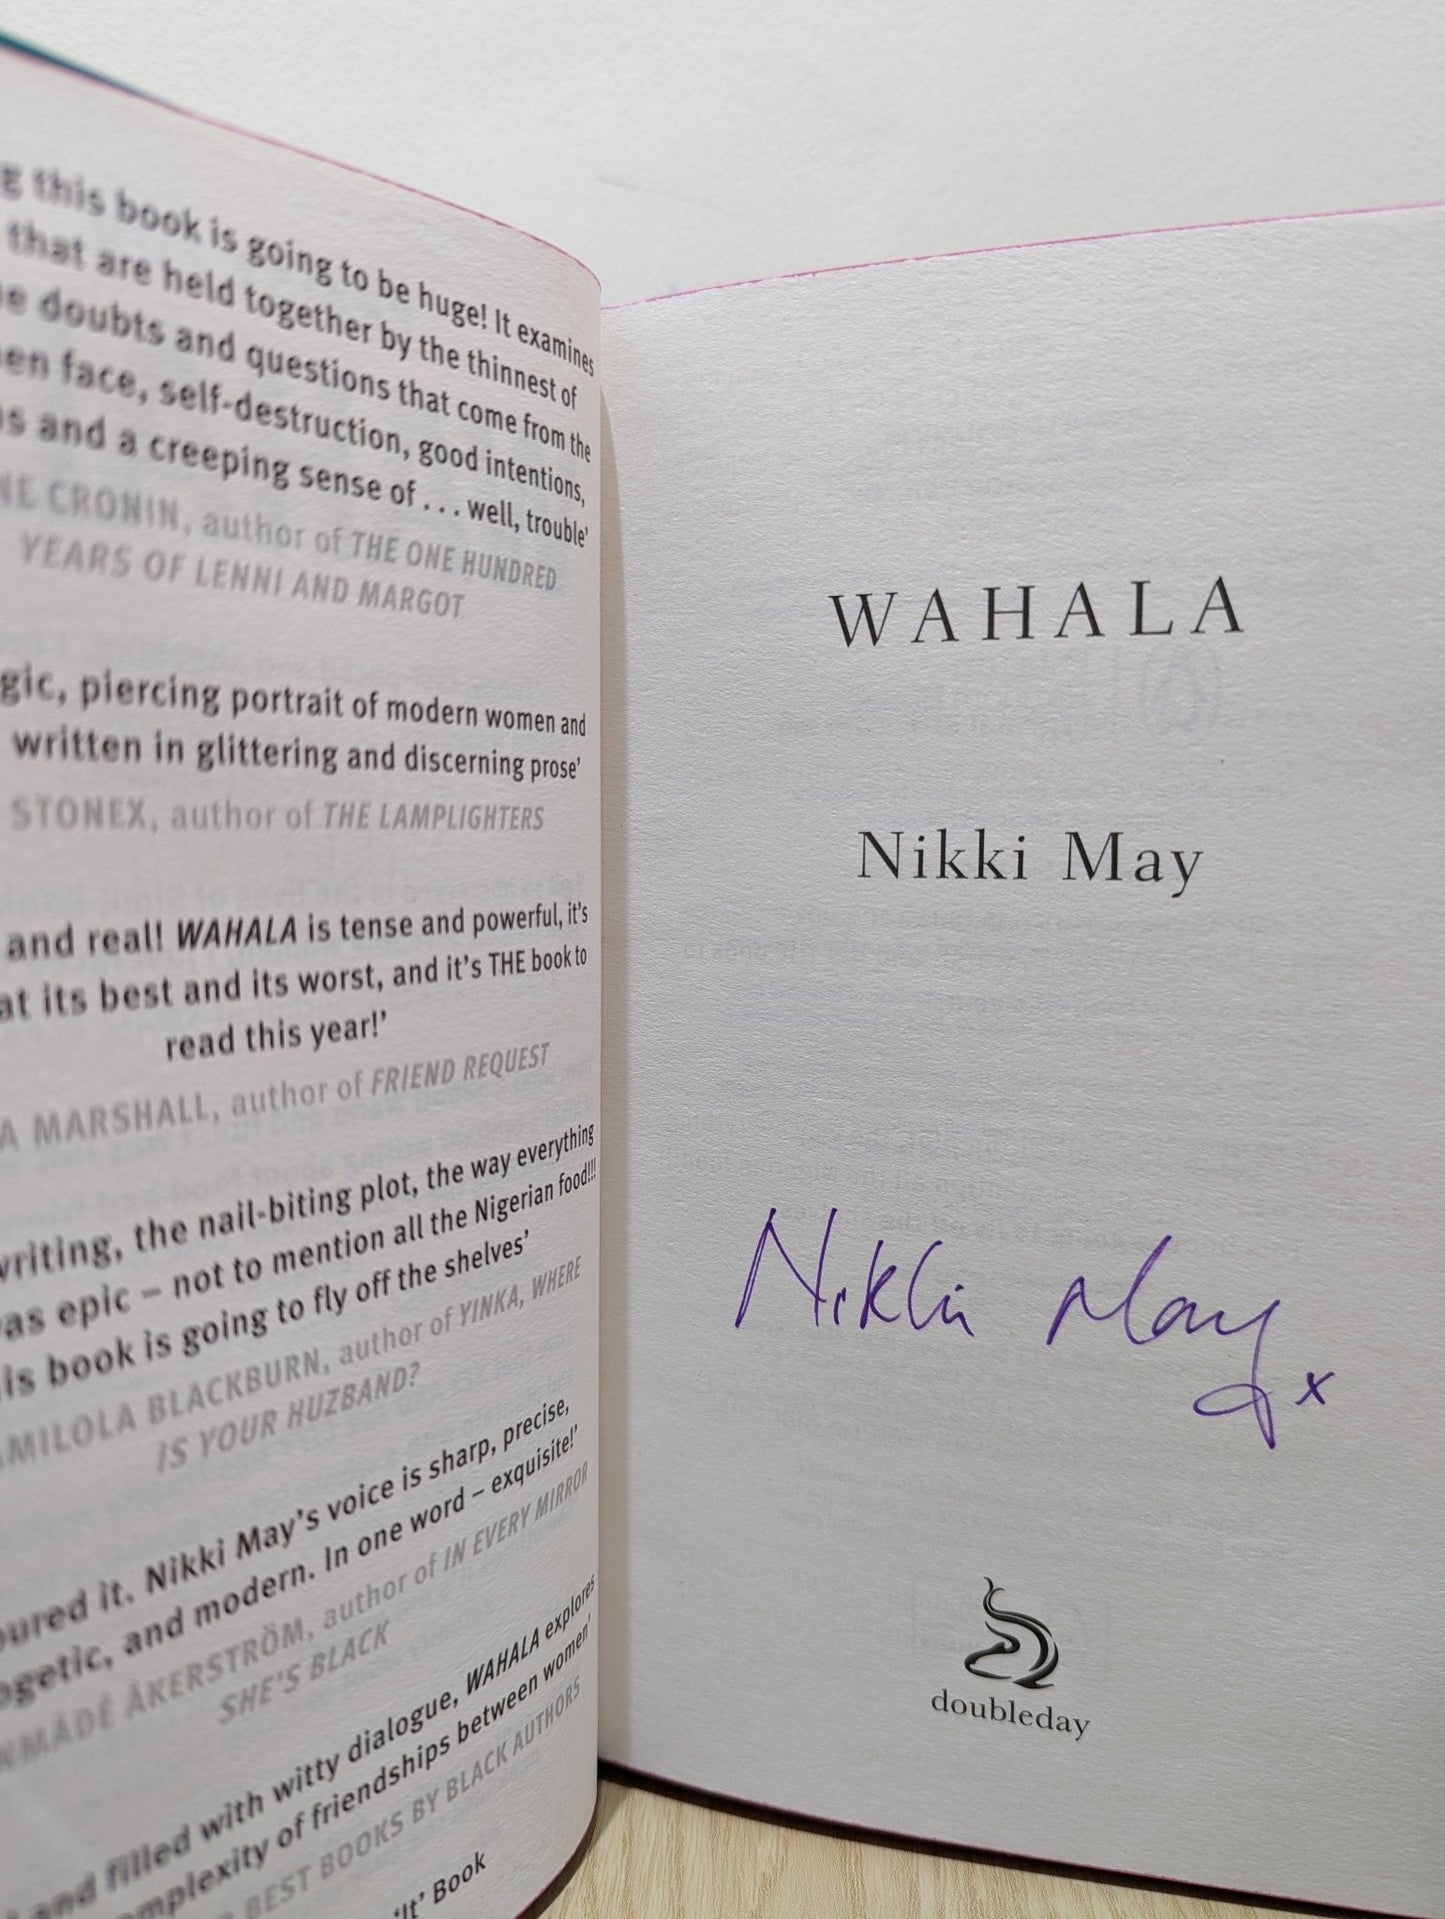 this book is going to be huge! It examines
that are held together by the thinnest of
doubts and questions that come from the
face, self-destruction, good intentions,
and a creeping sense of . . . well, trouble'
CRONIN, author of THE ONE HUNDRED
YEARS OF LENNI AND MARGOT
piercing portrait of modern women and
written in glittering and discerning prose'
STONEX, author of THE LAMPLIGHTERS
and real! WAHALA is tense and powerful, it's
at its best and its worst, and it's THE book to
read this year!'
A MARSHALL, author of FRIEND REQUEST
writing, the nail-biting plot, the way everything
was epic – not to mention all the Nigerian food!!!
is book is going to fly off the shelves'
MILOLA BLACKBURN, author of YINKA, WHERE
IS YOUR HUZBAND?
oured it. Nikki May's voice is sharp, precise,
ogetic, and modern. In one word – exquisite!'
ÅKERSTRÖM, author of IN EVERY MIRROR
SHE'S BLACK
and filled with witty dialogue, WAHALA explores
omplexity of friendships between women'
BEST BOOKS BY BLACK AUTHORS
'It' Book
WAHALA
Nikki May
Nikki May x
doubleday